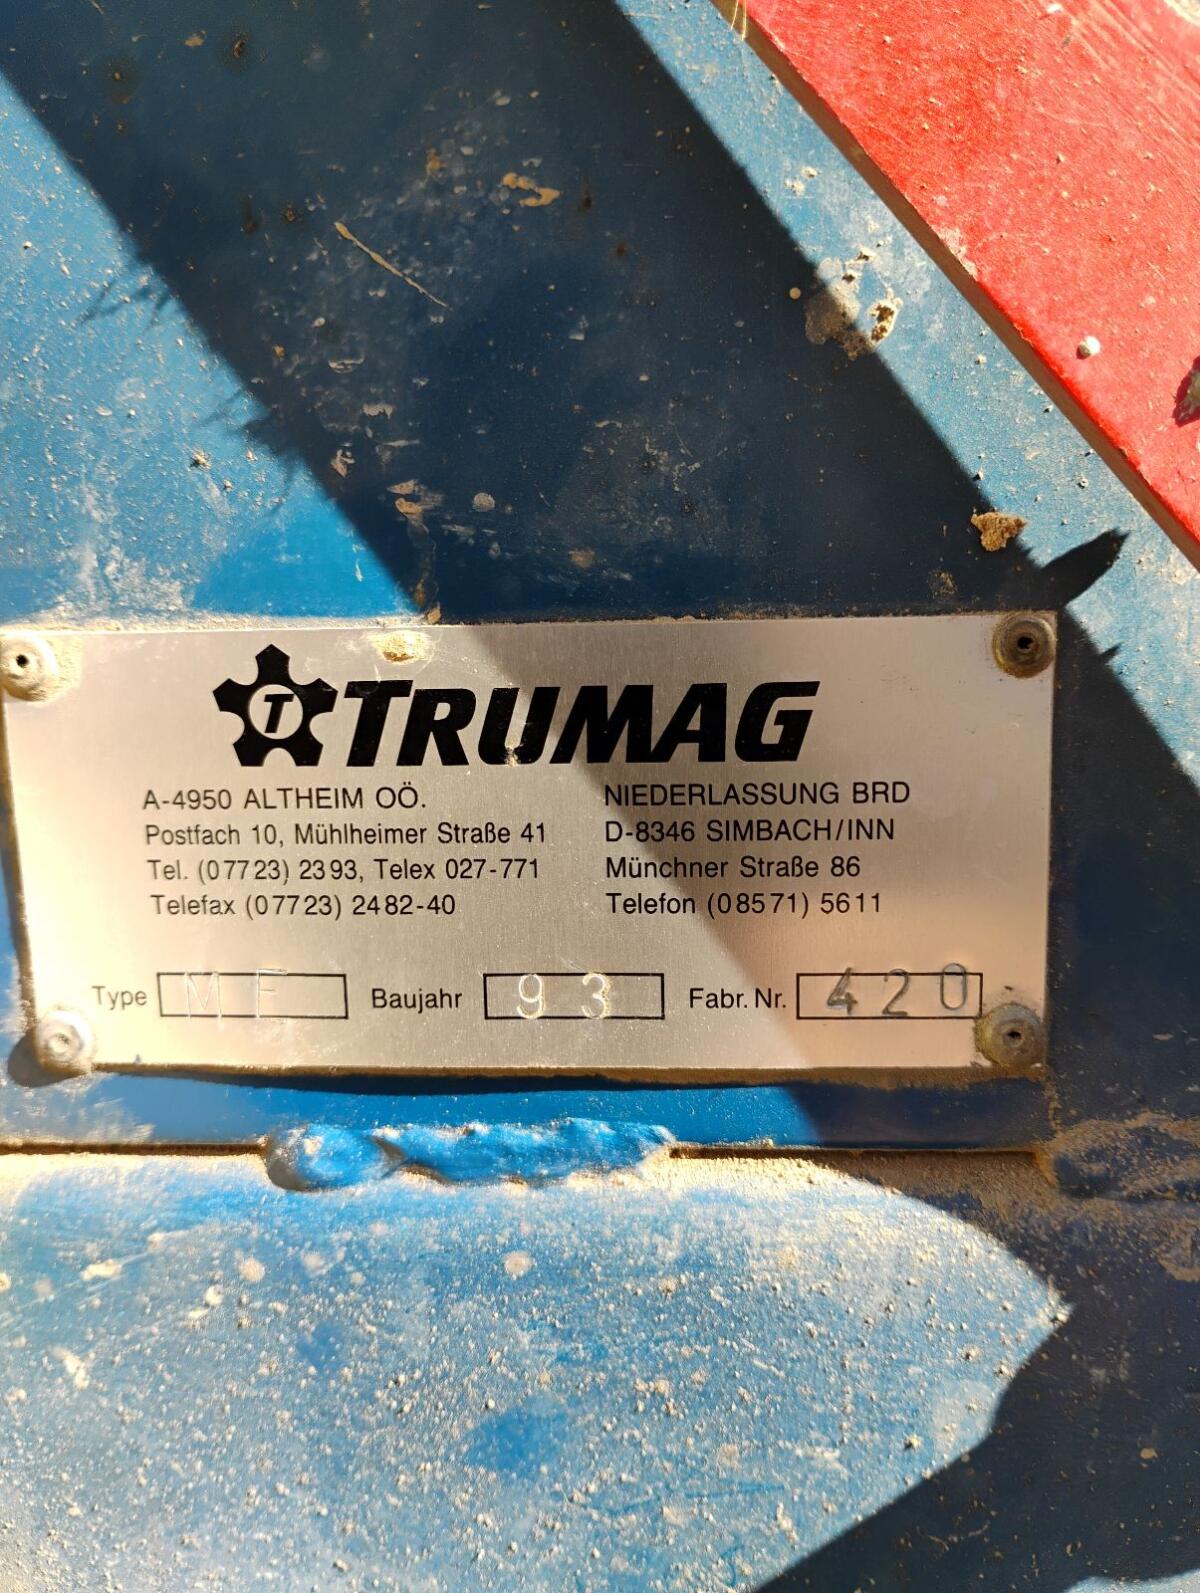 T TRUMAG
A-4950 ALTHEIM OÖ.
Postfach 10, Mühlheimer Straße 41
Tel. (07723) 2393, Telex 027-771
Telefax (07723) 2482-40
NIEDERLASSUNG BRD
D-8346 SIMBACH/INN
Münchner Straße 86
Telefon (08571) 5611
Type ME Baujahr 93 Fabr. Nr. 420